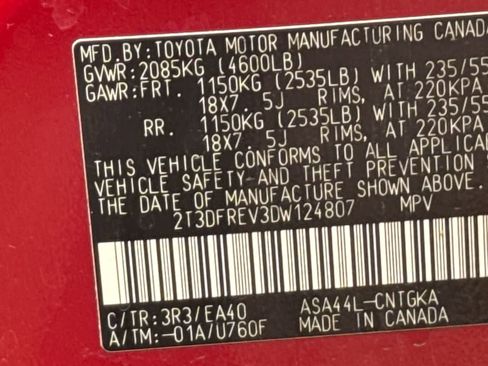 MFD.BY:TOYOTA MOTOR MANUFACTURING CANADA
GVWR:2085KG (4600LB)
GAWR:FRT. 1150KG (2535LB) WITH 235/55
18X7.5J RIMS, AT 220KPA
RR. 1150KG (2535LB) WITH 235/55
18X7.5J RIMS, AT 220KPA
THIS VEHICLE CONFORMS TO ALL APPLICAB
VEHICLE SAFETY-AND THEFT PREVENTION S
DATE OF MANUFACTURE SHOWN ABOVE.
2T3DFREV3DW124807 MPV
C/TR:3R3/EA40 ASA44L-CNTGKA
A/TM:-01A/U760F MADE IN CANADA